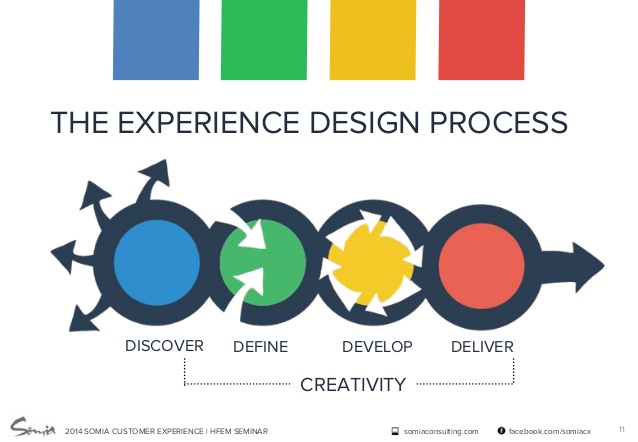 THE EXPERIENCE DESIGN PROCESS
DISCOVER DEFINE DEVELOP DELIVER
CREATIVITY
Somia 2014 SOMIA CUSTOMER EXPERIENCE | HFEM SEMINAR somiaconsulting.com facebook.com/somiacx 11